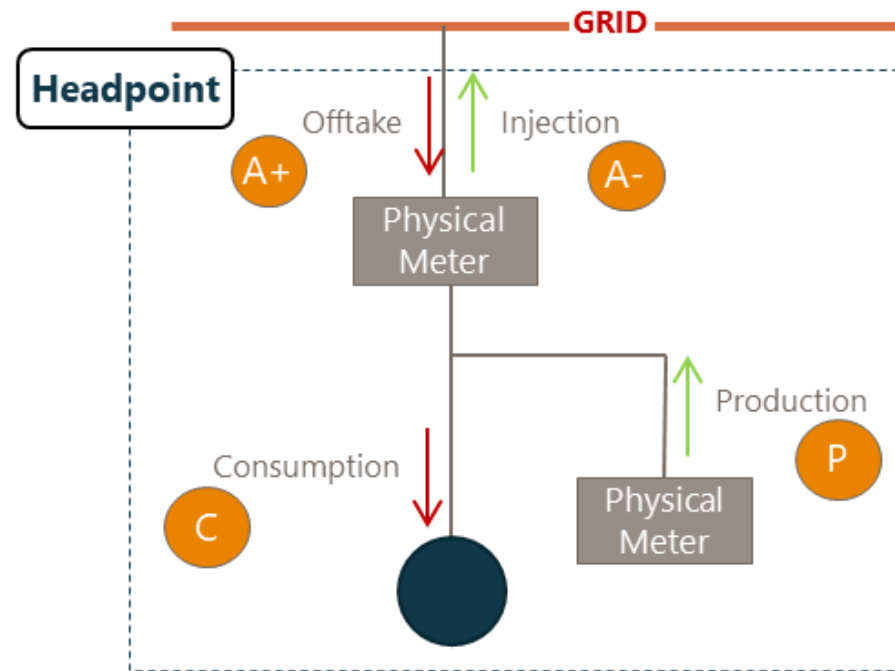 GRID
Headpoint
Offtake
Injection
A+
A-
Physical
Meter
Production
Consumption
P
Physical
Meter
C